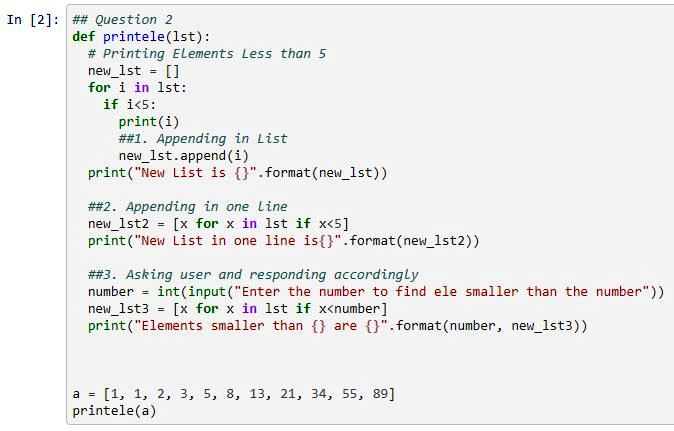 In [2]: ## Question 2
def printele(lst):
  # Printing Elements Less than 5
  new_lst = []
  for i in lst:
    if i<5:
      print(i)
      ##1. Appending in List
      new_lst.append(i)
  print("New List is {}".format(new_lst))
  ##2. Appending in one line
  new_lst2 = [x for x in lst if x<5]
  print("New List in one line is{}".format(new_lst2))
  ##3. Asking user and responding accordingly
  number = int(input("Enter the number to find ele smaller than the number"))
  new_lst3 = [x for x in lst if x<number]
  print("Elements smaller than {} are {}".format(number, new_lst3))
a = [1, 1, 2, 3, 5, 8, 13, 21, 34, 55, 89]
printele(a)